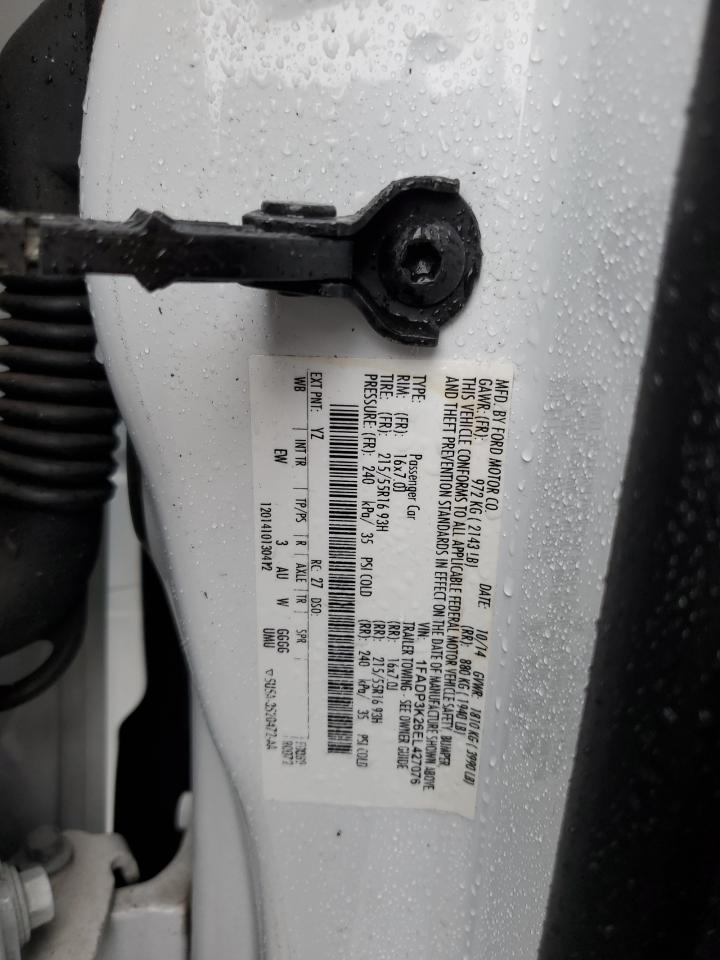 MFD. BY FORD MOTOR CO.
DATE: 10/14 GVWR: 1810 KG ( 3990 LB)
GAWR: (FR): 972 KG ( 2143 LB) (RR): 880 KG ( 1940 LB)
THIS VEHICLE CONFORMS TO ALL APPLICABLE FEDERAL MOTOR VEHICLE SAFETY, BUMPER,
AND THEFT PREVENTION STANDARDS IN EFFECT ON THE DATE OF MANUFACTURE SHOWN ABOVE.
VIN: 1FADP3K26EL427076
TYPE: Passenger Car TRAILER TOWING - SEE OWNER GUIDE
RIM: (FR): 16x7.0J (RR): 16x7.0J
TIRE: (FR): 215/55R16 93H (RR): 215/55R16 93H
PRESSURE: (FR): 240 kPa/ 35 PSI COLD (RR): 240 kPa/ 35 PSI COLD
EXT PNT: YZ RC: 27 DSO:
WB INT TR TP/PS R AXLE TR SPR
EW 3 AU W GGGG
UMU